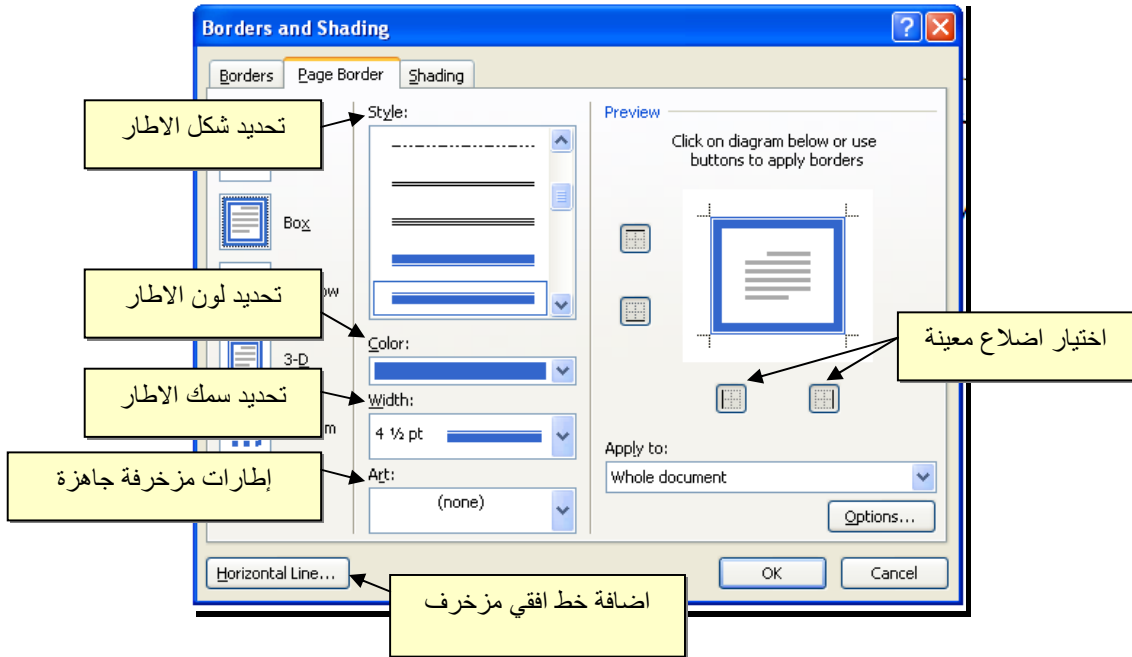 Borders and Shading
Borders
Page Border
Shading
تحديد شكل الاطار
Style:
Preview
Click on diagram below or use
buttons to apply borders
Box
تحديد لون الاطار
ow
Color:
3-D
تحديد سمك الاطار
Width:
m
4 ½ pt
إطارات مزخرفة جاهزة
Art:
(none)
اختيار اضلاع معينة
Apply to:
Whole document
Options...
Horizontal Line...
اضافة خط افقي مزخرف
OK
Cancel